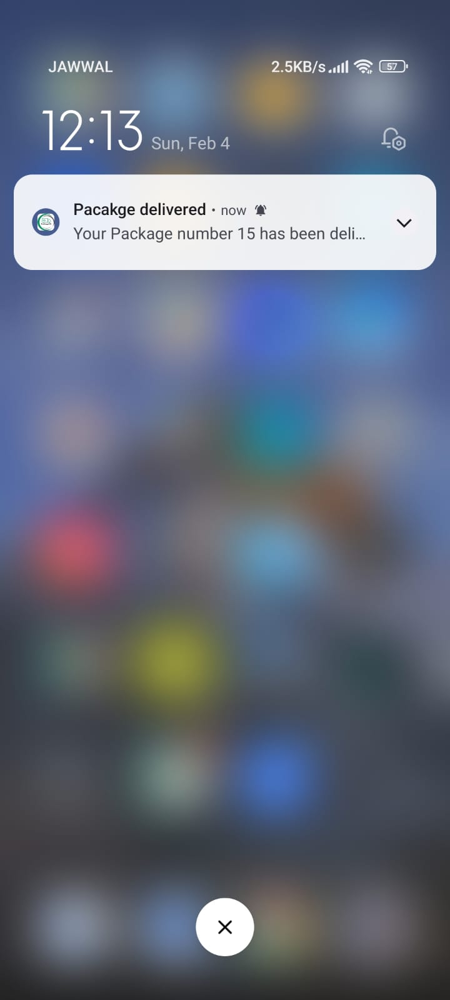 JAWWAL 2.5KB/s 57
12:13 Sun, Feb 4
Pacakge delivered • now
Your Package number 15 has been deli...